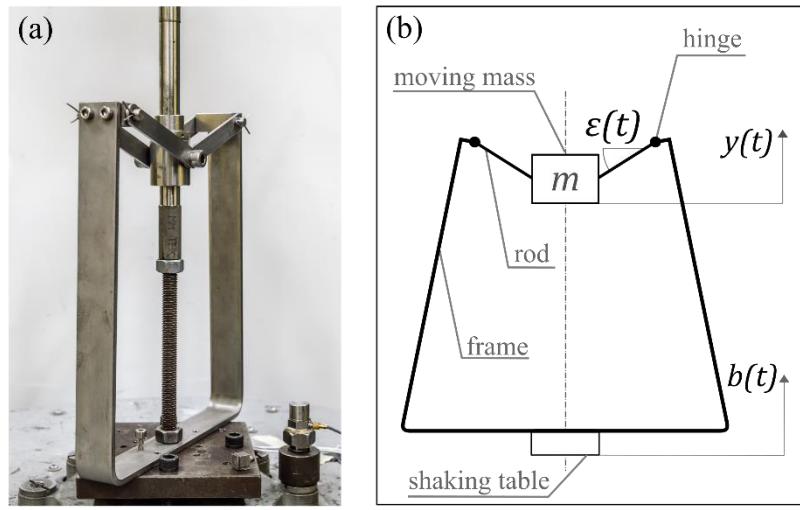 (a)
(b)
hinge
moving mass
ε(t)
y(t)
m
rod
frame
b(t)
shaking table